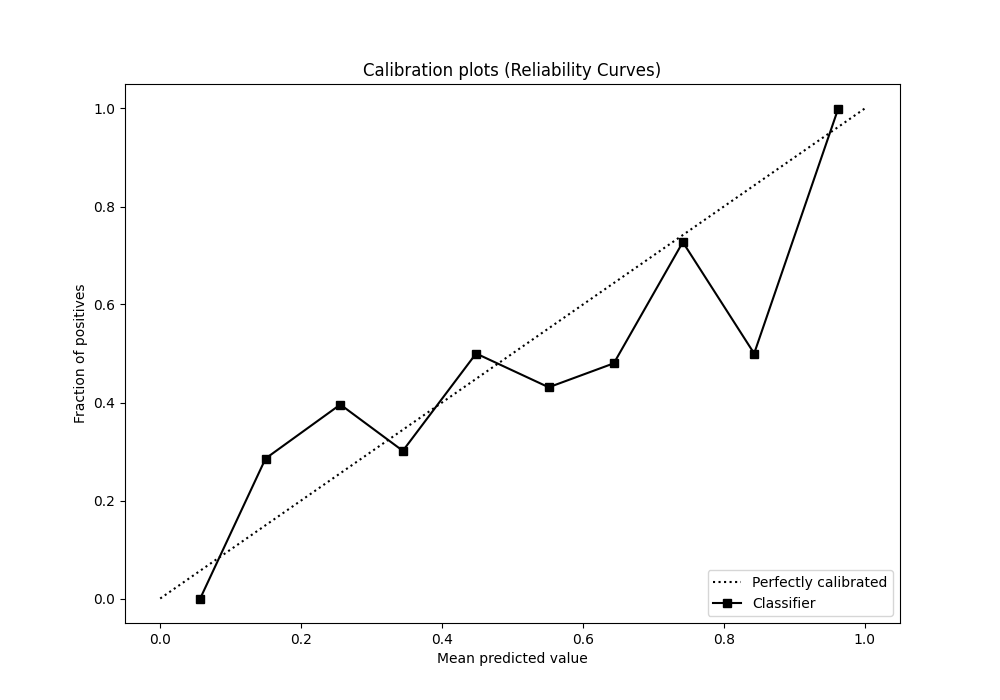 Calibration plots (Reliability Curves)
1.0
0.8
0.6
0.4
0.2
0.0
Fraction of positives
0.0 0.2 0.4 0.6 0.8 1.0
Mean predicted value
Perfectly calibrated
Classifier